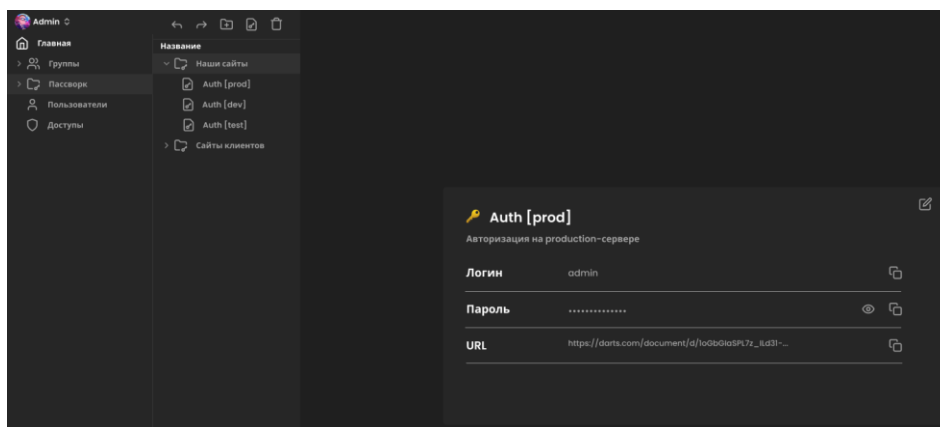 Admin
Главная
Группы
Пассворк
Пользователи
Доступы
Название
Наши сайты
Auth [prod]
Auth [dev]
Auth [test]
Сайты клиентов
Auth [prod]
Авторизация на production-сервере
Логин admin
Пароль ••••••••••••••
URL https://darts.com/document/d/1oGbGIaSPL7z_ILd31-...